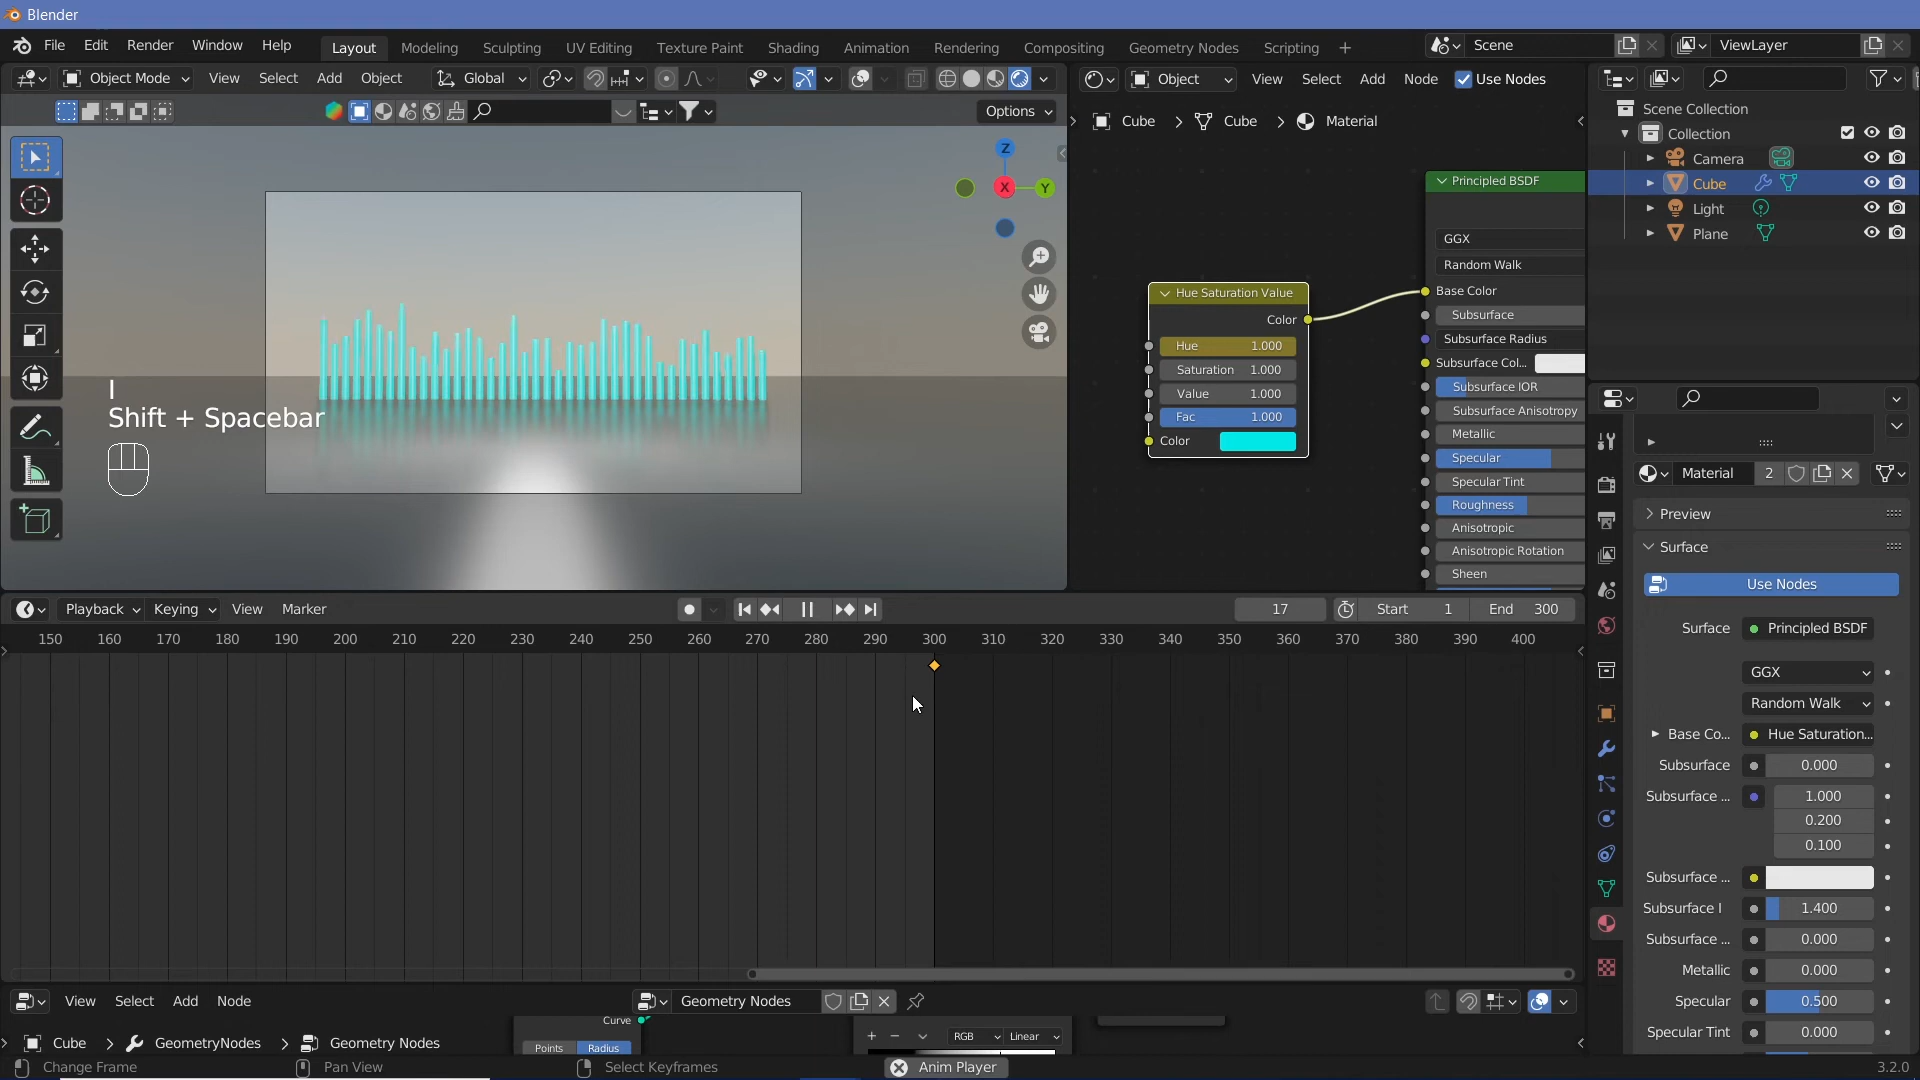 Blender
File Edit Render Window Help Layout Modeling Sculpting UV Editing Texture Paint Shading Animation Rendering Compositing Geometry Nodes Scripting + Scene ViewLayer
Object Mode View Select Add Object Global Object View Select Add Node Use Nodes
Options
Cube > Cube > Material
Scene Collection
Collection
Camera
Cube
Light
Plane
Z
X Y
Principled BSDF
GGX
Random Walk
Base Color
Subsurface
Subsurface Radius
Subsurface Col...
Subsurface IOR
Subsurface Anisotropy
Metallic
Specular
Specular Tint
Roughness
Anisotropic
Anisotropic Rotation
Sheen
Hue Saturation Value
Color
Hue 1.000
Saturation 1.000
Value 1.000
Fac 1.000
Color
I
Shift + Spacebar
Material 2
Preview
Surface
Use Nodes
Surface Principled BSDF
GGX
Random Walk
Base Co... Hue Saturation...
Subsurface 0.000
Subsurface ... 1.000
0.200
0.100
Subsurface ...
Subsurface I 1.400
Subsurface ... 0.000
Metallic 0.000
Specular 0.500
Specular Tint 0.000
Playback Keying View Marker 17 Start 1 End 300
150 160 170 180 190 200 210 220 230 240 250 260 270 280 290 300 310 320 330 340 350 360 370 380 390 400
View Select Add Node Geometry Nodes
Curve
Points Radius
RGB Linear
Cube > GeometryNodes > Geometry Nodes
Change Frame Pan View Select Keyframes Anim Player 3.2.0